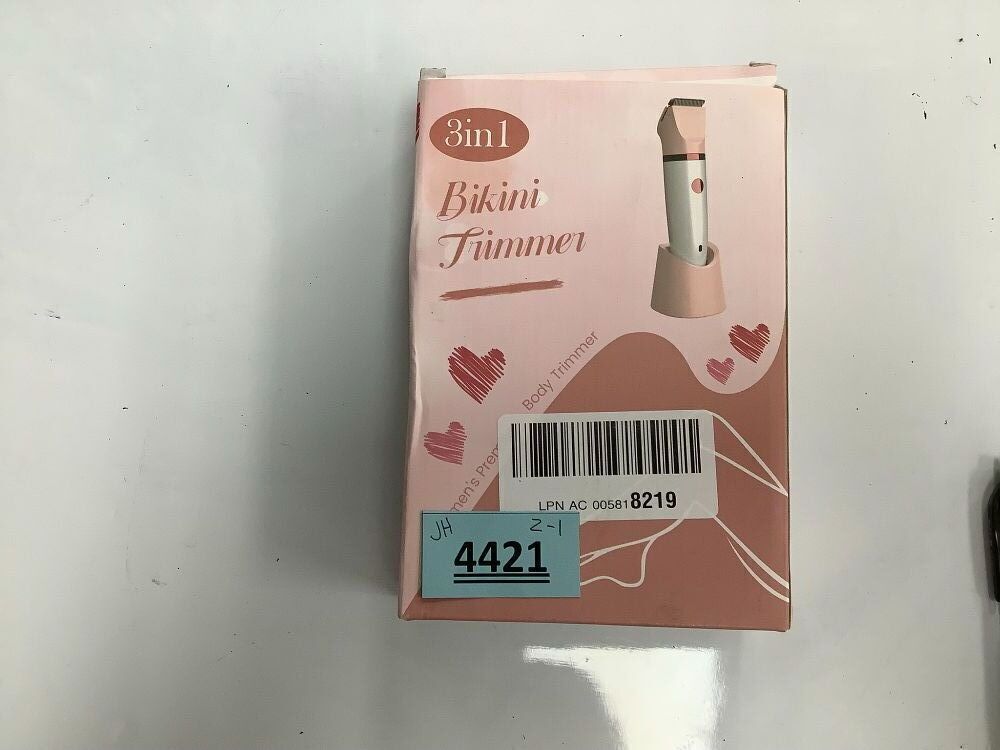 3in1
Bikini
Trimmer
Body Trimmer
LPN AC 005818219
JH Z-1
4421